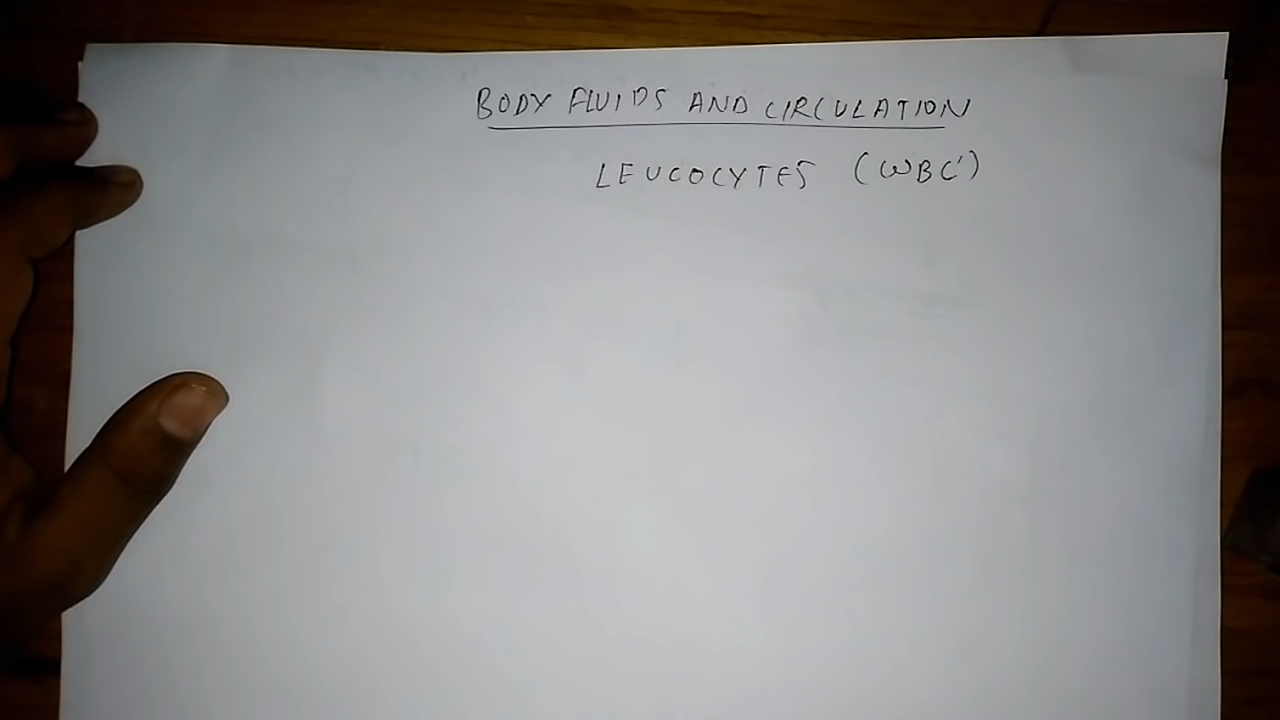 BODY FLUIDS AND CIRCULATION
LEUCOCYTES (WBC)